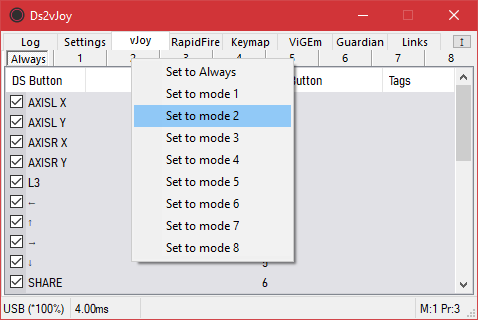 Ds2vJoy
Log Settings vJoy RapidFire Keymap ViGEm Guardian Links
Always 1 2 3 4 5 6 7 8
DS Button Button Tags
Set to Always
Set to mode 1
Set to mode 2
Set to mode 3
Set to mode 4
Set to mode 5
Set to mode 6
Set to mode 7
Set to mode 8
AXISL X
AXISL Y
AXISR X
AXISR Y
L3
←
↑
→
↓ 5
SHARE 6
USB (*100%) 4.00ms M:1 Pr:3